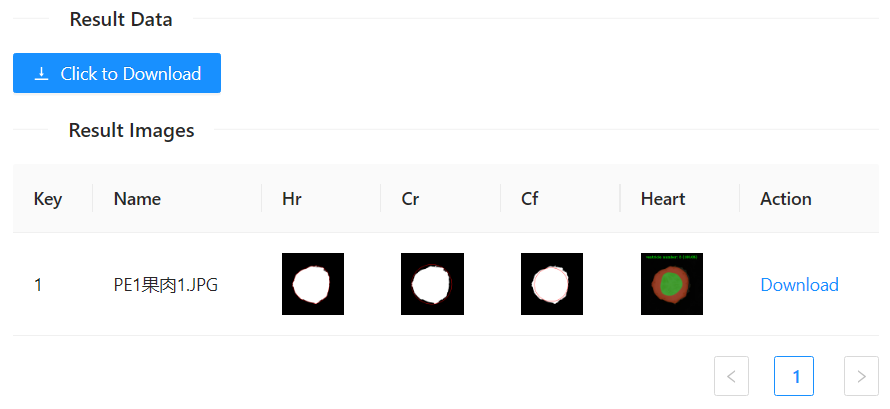 Result Data
Click to Download
Result Images
Key Name Hr Cr Cf Heart Action
1 PE1果肉1.JPG Download
1